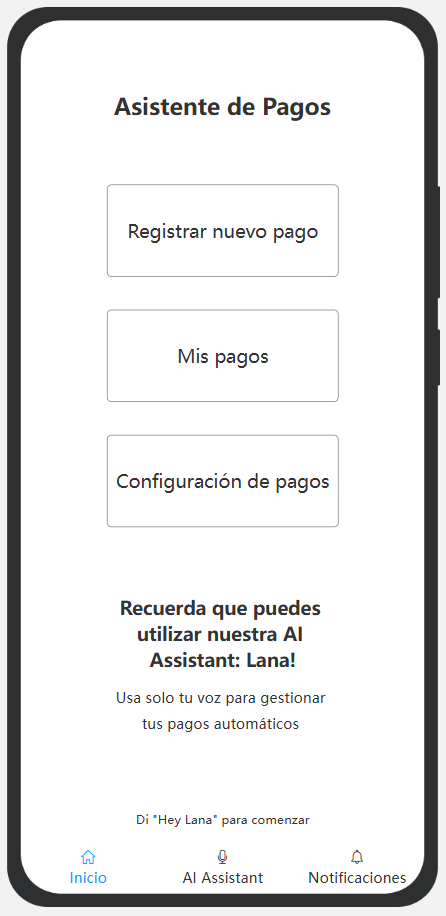 Asistente de Pagos
Registrar nuevo pago
Mis pagos
Configuración de pagos
Recuerda que puedes
utilizar nuestra AI
Assistant: Lana!
Usa solo tu voz para gestionar
tus pagos automáticos
Di "Hey Lana" para comenzar
Inicio
AI Assistant
Notificaciones